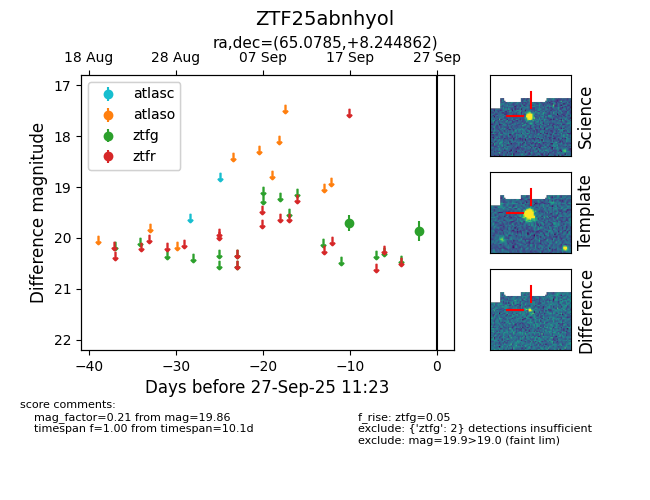 ZTF25abnhyol
ra,dec=(65.0785,+8.244862)
18 Aug 28 Aug 07 Sep 17 Sep 27 Sep
atlasc
atlaso
ztfg
ztfr
17
18
19
20
21
22
Difference magnitude
−40 −30 −20 −10 0
Days before 27-Sep-25 11:23
Science
Template
Difference
score comments:
mag_factor=0.21 from mag=19.86
timespan f=1.00 from timespan=10.1d
f_rise: ztfg=0.05
exclude: {'ztfg': 2} detections insufficient
exclude: mag=19.9>19.0 (faint lim)